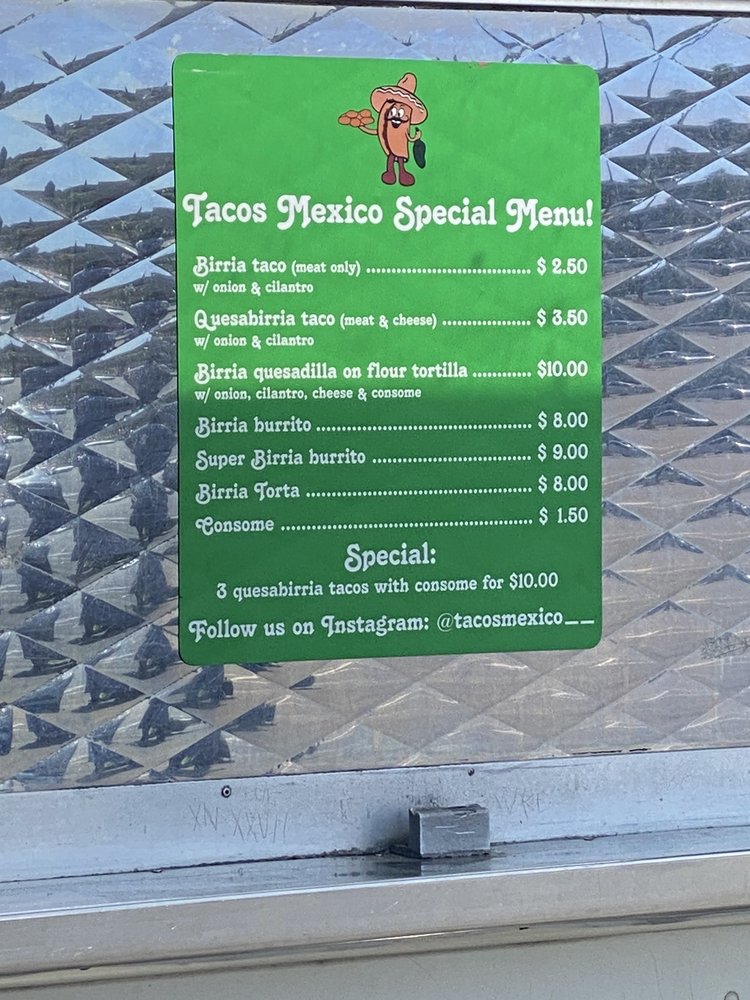 Tacos Mexico Special Menu!
Birria taco (meat only) ................................ $ 2.50
w/ onion & cilantro
Quesabirria taco (meat & cheese) ................. $ 3.50
w/ onion & cilantro
Birria quesadilla on flour tortilla ........... $10.00
w/ onion, cilantro, cheese & consome
Birria burrito ......................................... $ 8.00
Super Birria burrito .............................. $ 9.00
Birria Torta ........................................... $ 8.00
Consome ................................................ $ 1.50
Special:
3 quesabirria tacos with consome for $10.00
Follow us on Instagram: @tacosmexico__